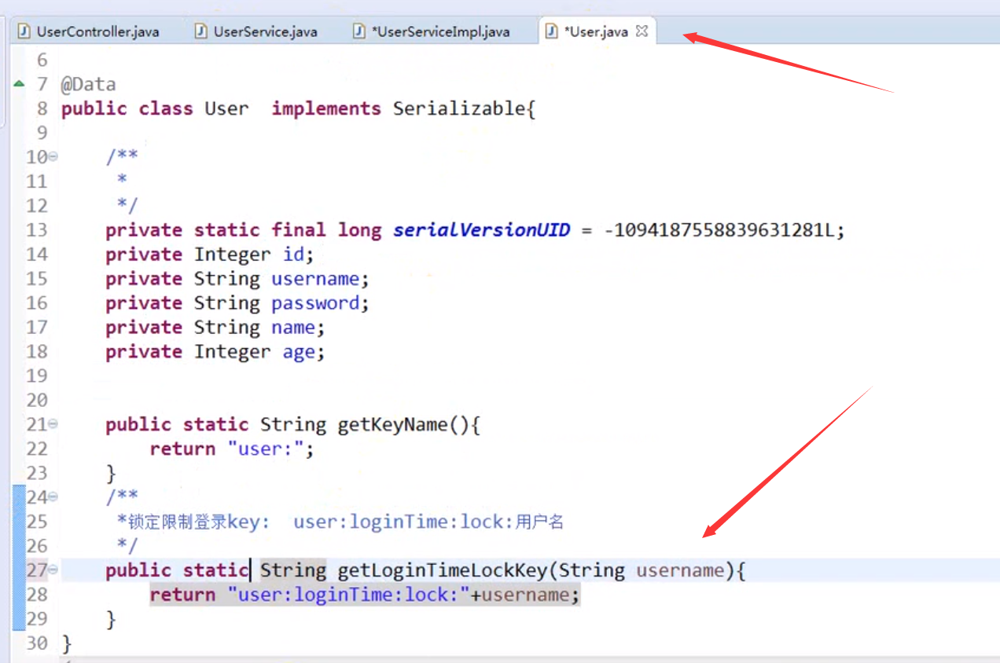 UserController.java UserService.java *UserServiceImpl.java *User.java
6
7 @Data
8 public class User  implements Serializable{
9
10 /**
11 *
12 */
13 private static final long serialVersionUID = -1094187558839631281L;
14 private Integer id;
15 private String username;
16 private String password;
17 private String name;
18 private Integer age;
19
20
21 public static String getKeyName(){
22 return "user:";
23 }
24 /**
25 *锁定限制登录key:  user:loginTime:lock:用户名
26 */
27 public static String getLoginTimeLockKey(String username){
28 return "user:loginTime:lock:"+username;
29 }
30 }